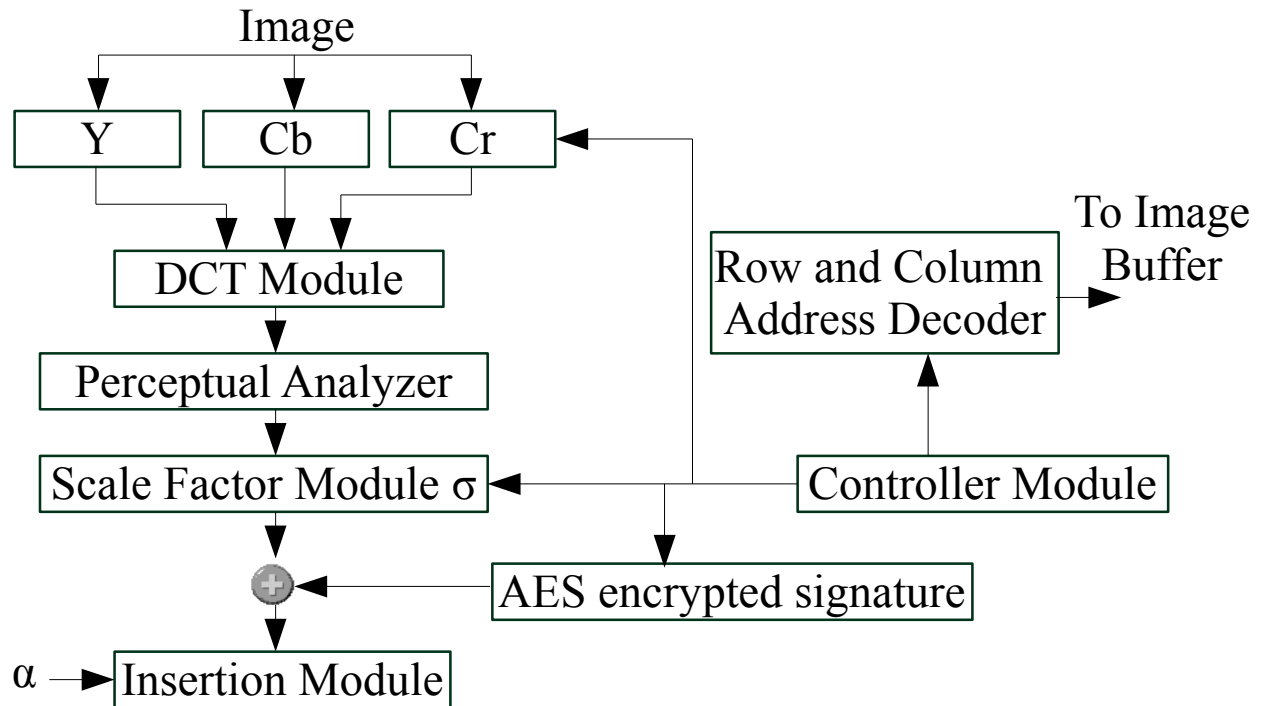 Image
Y
Cb
Cr
To Image
Buffer
Row and Column
Address Decoder
DCT Module
Perceptual Analyzer
Scale Factor Module σ
Controller Module
+
AES encrypted signature
α
Insertion Module